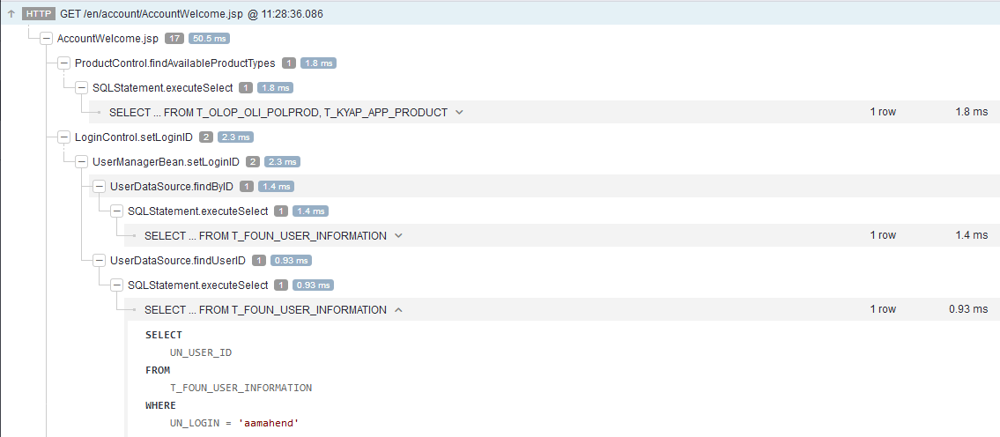 HTTP GET /en/account/AccountWelcome.jsp @ 11:28:36.086
AccountWelcome.jsp 17 50.5 ms
ProductControl.findAvailableProductTypes 1 1.8 ms
SQLStatement.executeSelect 1 1.8 ms
SELECT ... FROM T_OLOP_OLI_POLPROD, T_KYAP_APP_PRODUCT 1 row 1.8 ms
LoginControl.setLoginID 2 2.3 ms
UserManagerBean.setLoginID 2 2.3 ms
UserDataSource.findByID 1 1.4 ms
SQLStatement.executeSelect 1 1.4 ms
SELECT ... FROM T_FOUN_USER_INFORMATION 1 row 1.4 ms
UserDataSource.findUserID 1 0.93 ms
SQLStatement.executeSelect 1 0.93 ms
SELECT ... FROM T_FOUN_USER_INFORMATION 1 row 0.93 ms
SELECT
UN_USER_ID
FROM
T_FOUN_USER_INFORMATION
WHERE
UN_LOGIN = 'aamahend'